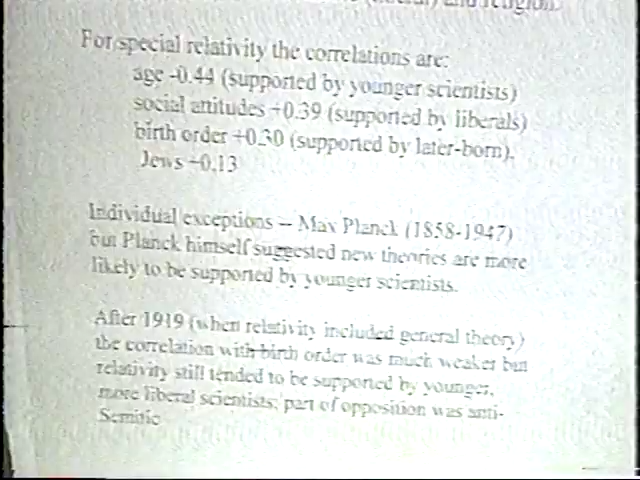 and religion.
For special relativity the correlations are:
age -0.44 (supported by younger scientists)
social attitudes +0.39 (supported by liberals)
birth order +0.30 (supported by later-born).
Jews +0.13
Individual exceptions – Max Planck (1858-1947)
but Planck himself suggested new theories are more
likely to be supported by younger scientists.
After 1919 (when relativity included general theory)
the correlation with birth order was much weaker but
relativity still tended to be supported by younger,
more liberal scientists; part of opposition was anti-
Semitic